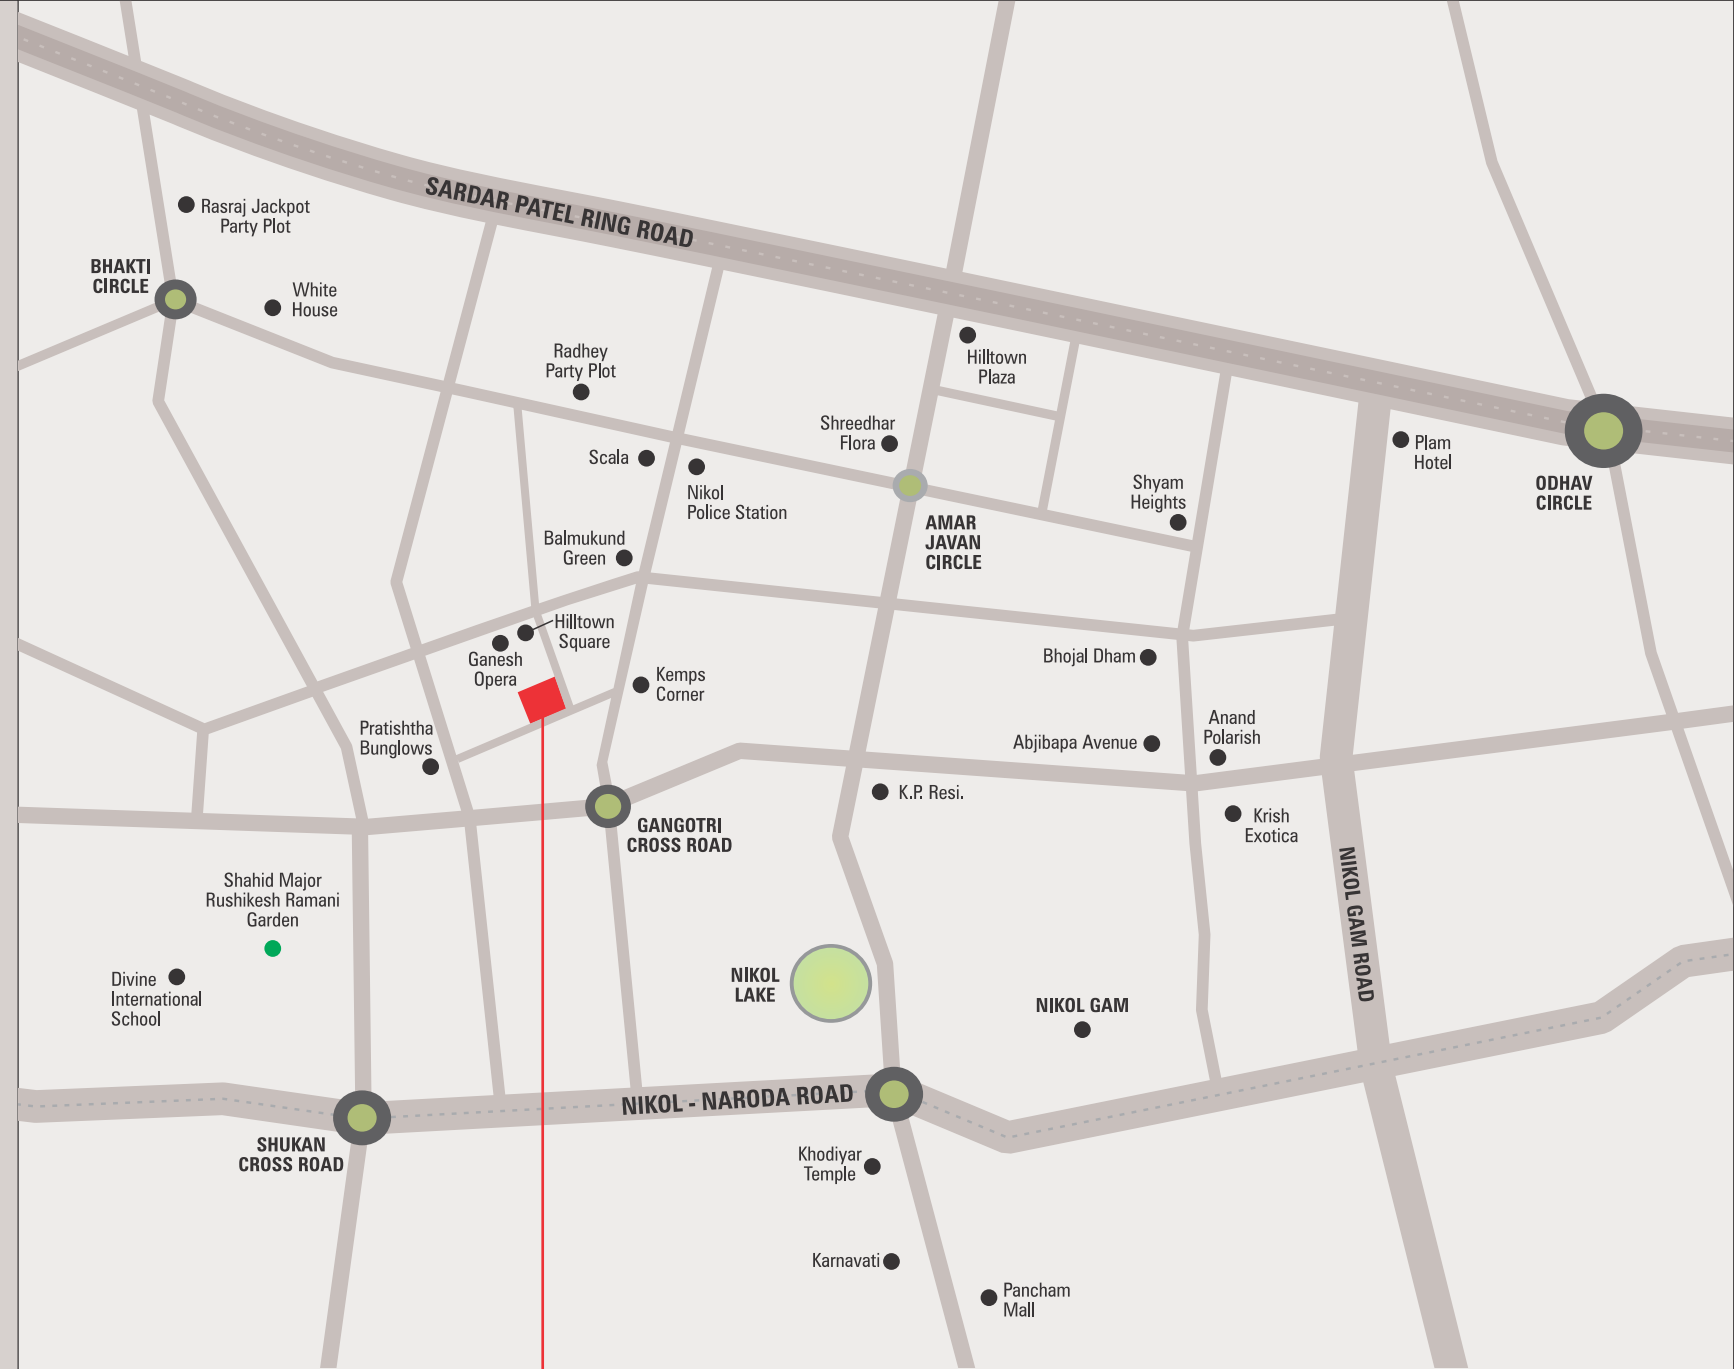 SARDAR PATEL RING ROAD
Rasraj Jackpot
Party Plot
BHAKTI
CIRCLE
White
House
Radhey
Party Plot
Hilltown
Plaza
Shreedhar
Flora
Scala
Nikol
Police Station
Plam
Hotel
ODHAV
CIRCLE
Shyam
Heights
AMAR
JAVAN
CIRCLE
Balmukund
Green
Hilltown
Square
Ganesh
Opera
Kemps
Corner
Bhojal Dham
Pratishtha
Bunglows
Abjibapa Avenue
Anand
Polarish
K.P. Resi.
GANGOTRI
CROSS ROAD
Krish
Exotica
NIKOL GAM ROAD
Shahid Major
Rushikesh Ramani
Garden
Divine
International
School
NIKOL
LAKE
NIKOL GAM
NIKOL - NARODA ROAD
SHUKAN
CROSS ROAD
Khodiyar
Temple
Karnavati
Pancham
Mall